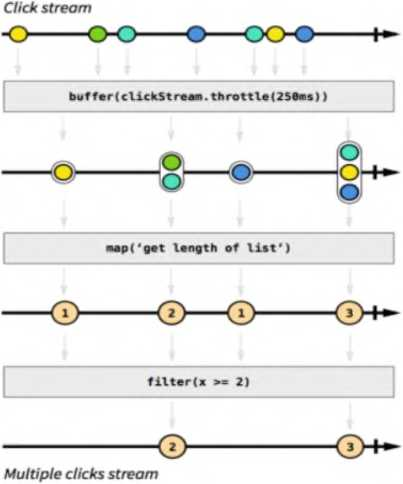 Click stream
buffer(clickStream.throttle(250ms))
map(‘get length of list’)
1 2 1 3
filter(x >= 2)
2 3
Multiple clicks stream